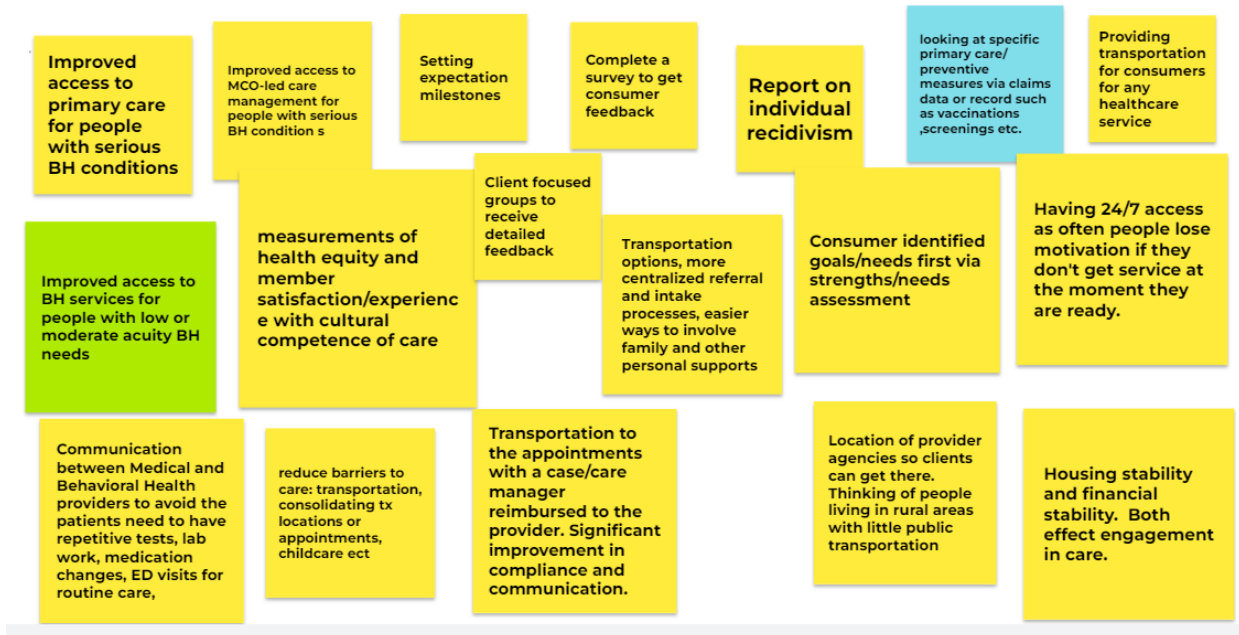 Improved
access to
primary care
for people
with serious
BH conditions
Improved access to
MCO-led care
management for
people with serious
BH condition s
Setting
expectation
milestones
Complete a
survey to get
consumer
feedback
Report on
individual
recidivism
looking at specific
primary care/
preventive
measures via claims
data or record such
as vaccinations
,screenings etc.
Providing
transportation
for consumers
for any
healthcare
service
Improved access to
BH services for
people with low or
moderate acuity BH
needs
measurements of
health equity and
member
satisfaction/experienc
e with cultural
competence of care
Client focused
groups to
receive
detailed
feedback
Transportation
options, more
centralized referral
and intake
processes, easier
ways to involve
family and other
personal supports
Consumer identified
goals/needs first via
strengths/needs
assessment
Having 24/7 access
as often people lose
motivation if they
don't get service at
the moment they
are ready.
Communication
between Medical and
Behavioral Health
providers to avoid the
patients need to have
repetitive tests, lab
work, medication
changes, ED visits for
routine care,
reduce barriers to
care: transportation,
consolidating tx
locations or
appointments,
childcare ect
Transportation to
the appointments
with a case/care
manager
reimbursed to the
provider. Significant
improvement in
compliance and
communication.
Location of provider
agencies so clients
can get there.
Thinking of people
living in rural areas
with little public
transportation
Housing stability
and financial
stability.  Both
effect engagement
in care.